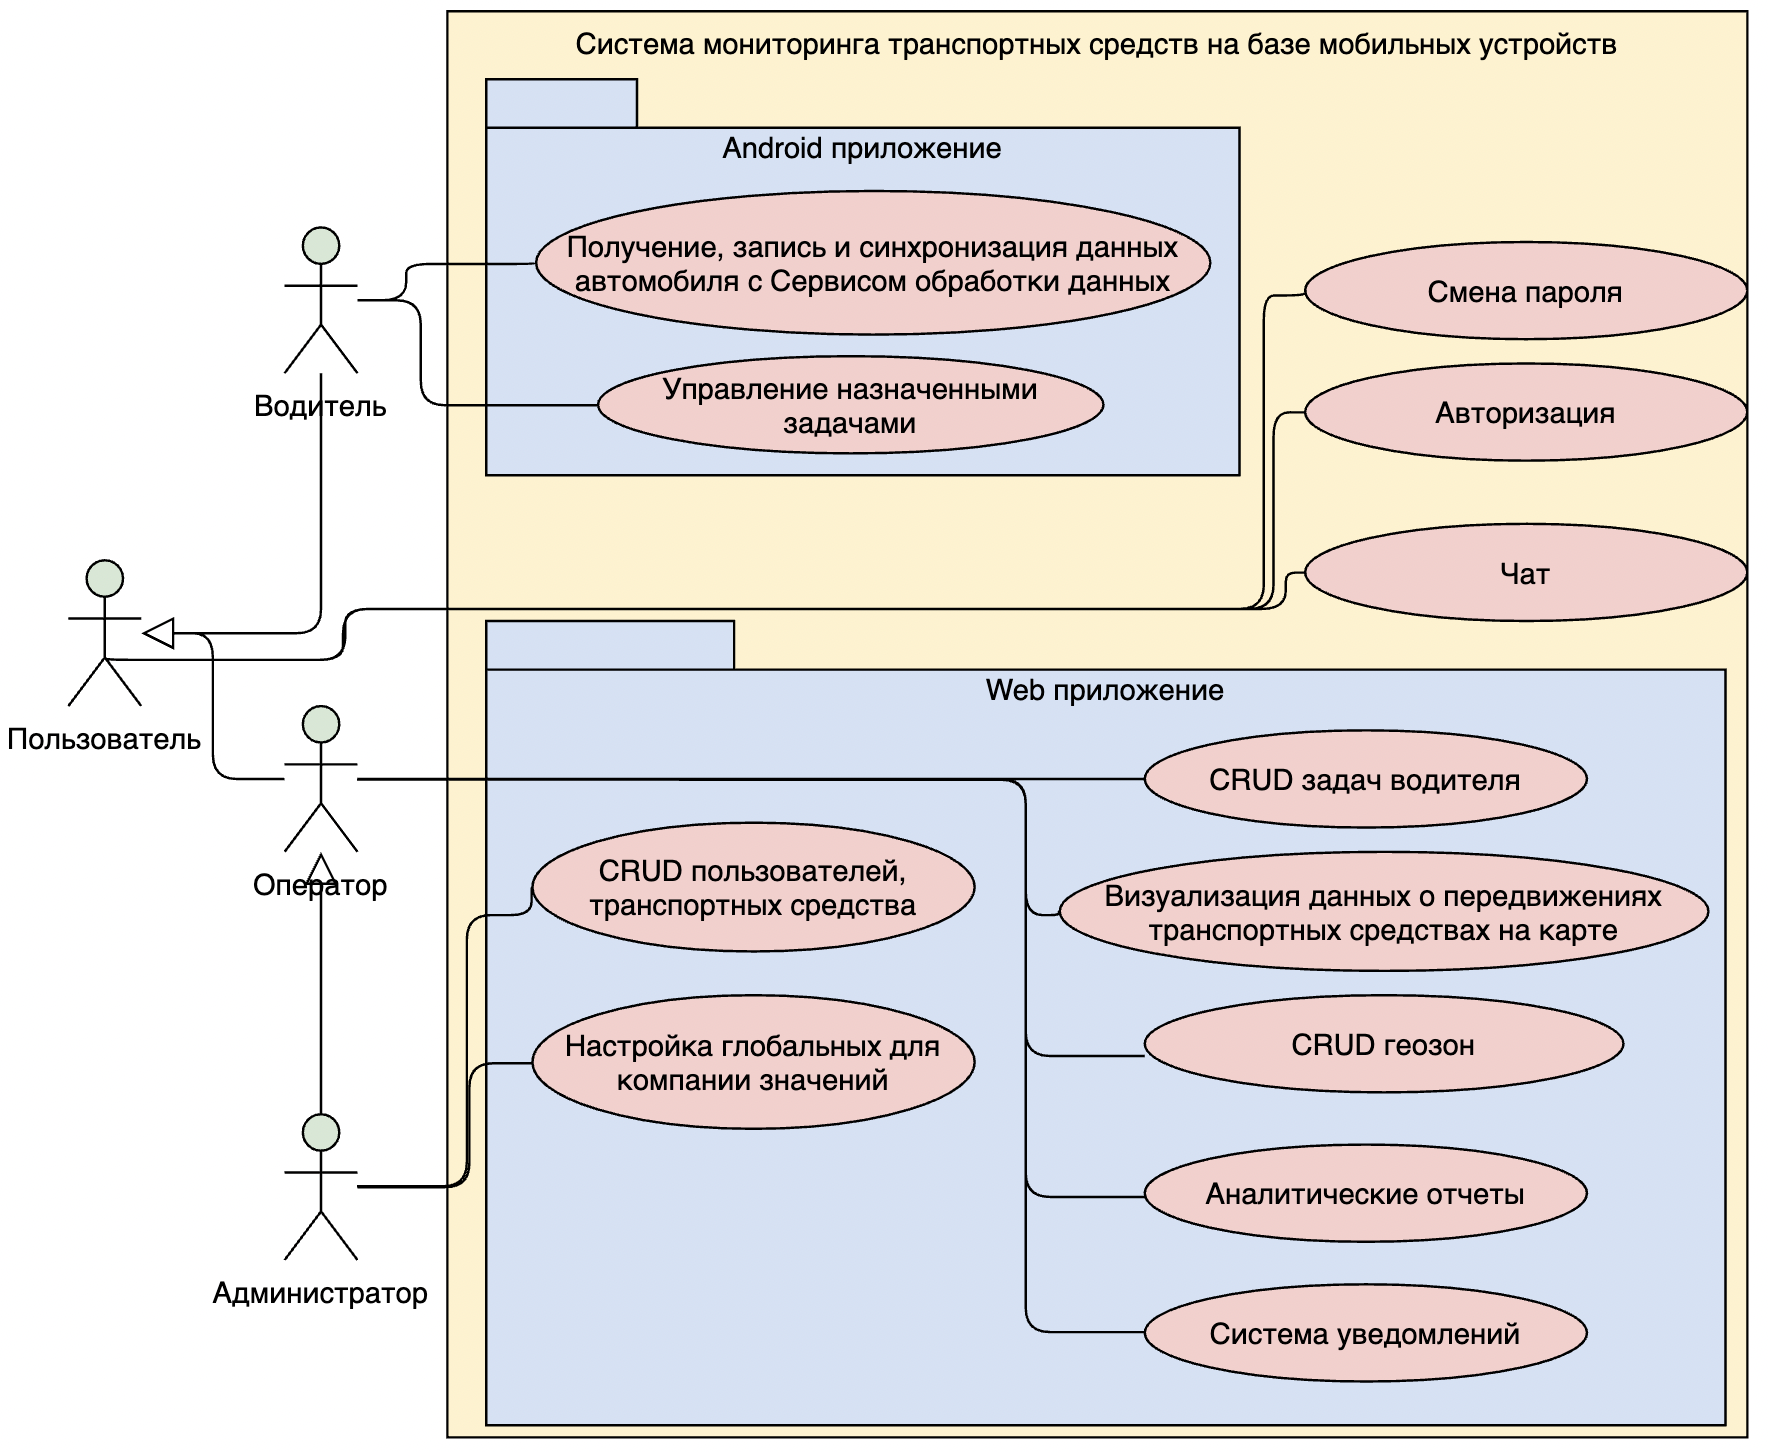 Система мониторинга транспортных средств на базе мобильных устройств
Android приложение
Получение, запись и синхронизация данных
автомобиля с Сервисом обработки данных
Управление назначенными
задачами
Смена пароля
Авторизация
Чат
Водитель
Пользователь
Оператор
Администратор
Web приложение
CRUD задач водителя
CRUD пользователей,
транспортных средства
Визуализация данных о передвижениях
транспортных средствах на карте
Настройка глобальных для
компании значений
CRUD геозон
Аналитические отчеты
Система уведомлений